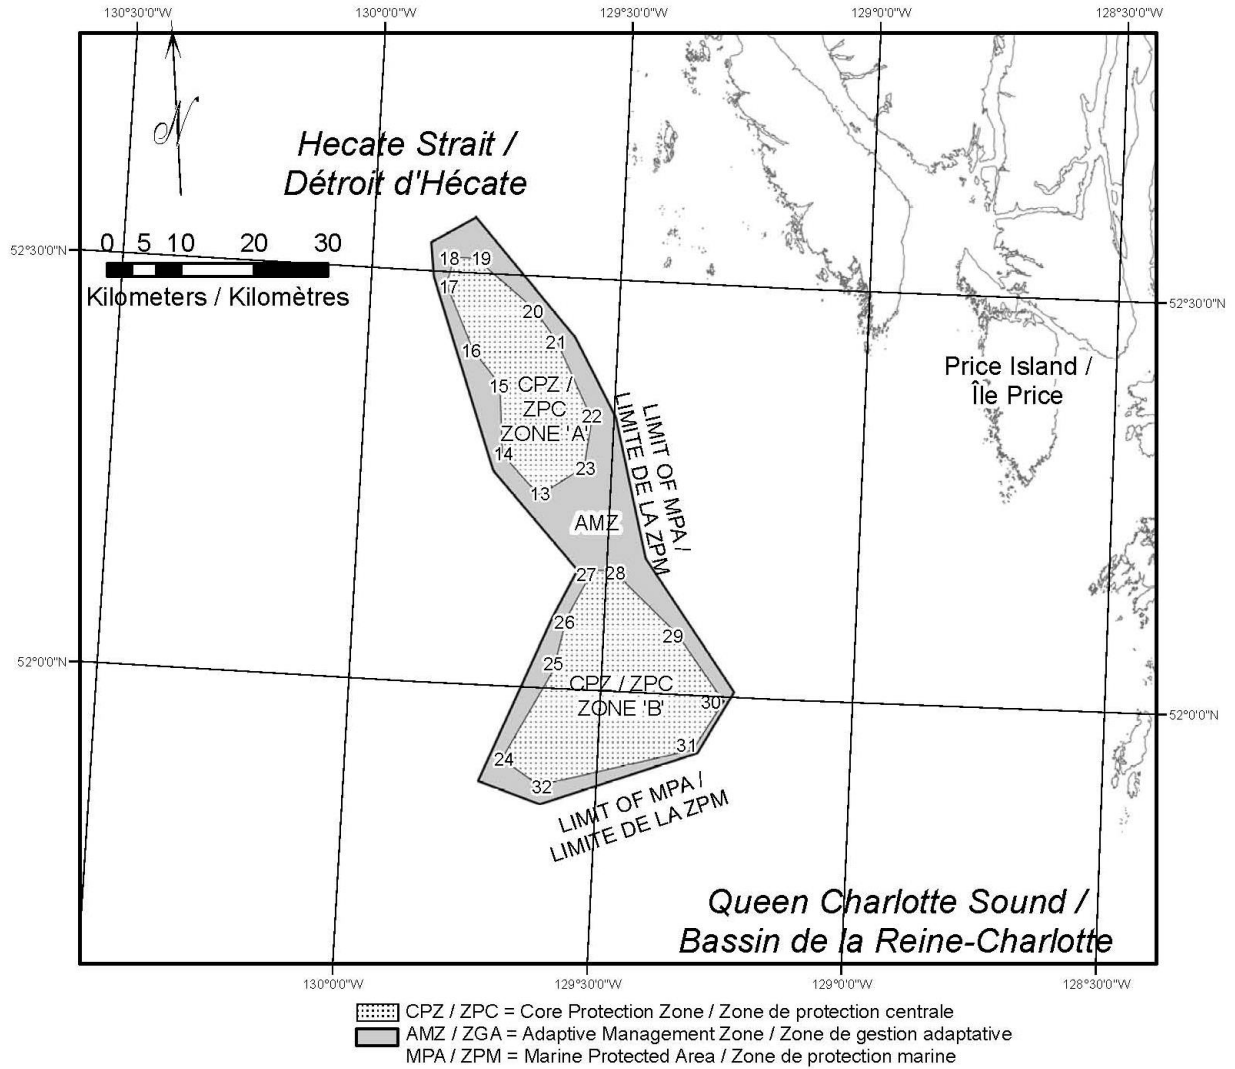 130°30'0"W
130°0'0"W
129°30'0"W
129°0'0"W
128°30'0"W
N
Hecate Strait /
Détroit d'Hécate
52°30'0"N
0 5 10 20 30
Kilometers / Kilomètres
18 19
17
20
21
16
15
CPZ /
ZPC
ZONE 'A'
22
14
23
13
52°30'0"N
Price Island /
Île Price
LIMIT OF MPA /
LIMITE DE LA ZPM
AMZ
27 28
26
29
25
52°0'0"N
CPZ / ZPC
ZONE 'B'
30
52°0'0"N
31
24
32
LIMIT OF MPA /
LIMITE DE LA ZPM
Queen Charlotte Sound /
Bassin de la Reine-Charlotte
130°0'0"W
129°30'0"W
129°0'0"W
128°30'0"W
CPZ / ZPC = Core Protection Zone / Zone de protection centrale
AMZ / ZGA = Adaptive Management Zone / Zone de gestion adaptative
MPA / ZPM = Marine Protected Area / Zone de protection marine